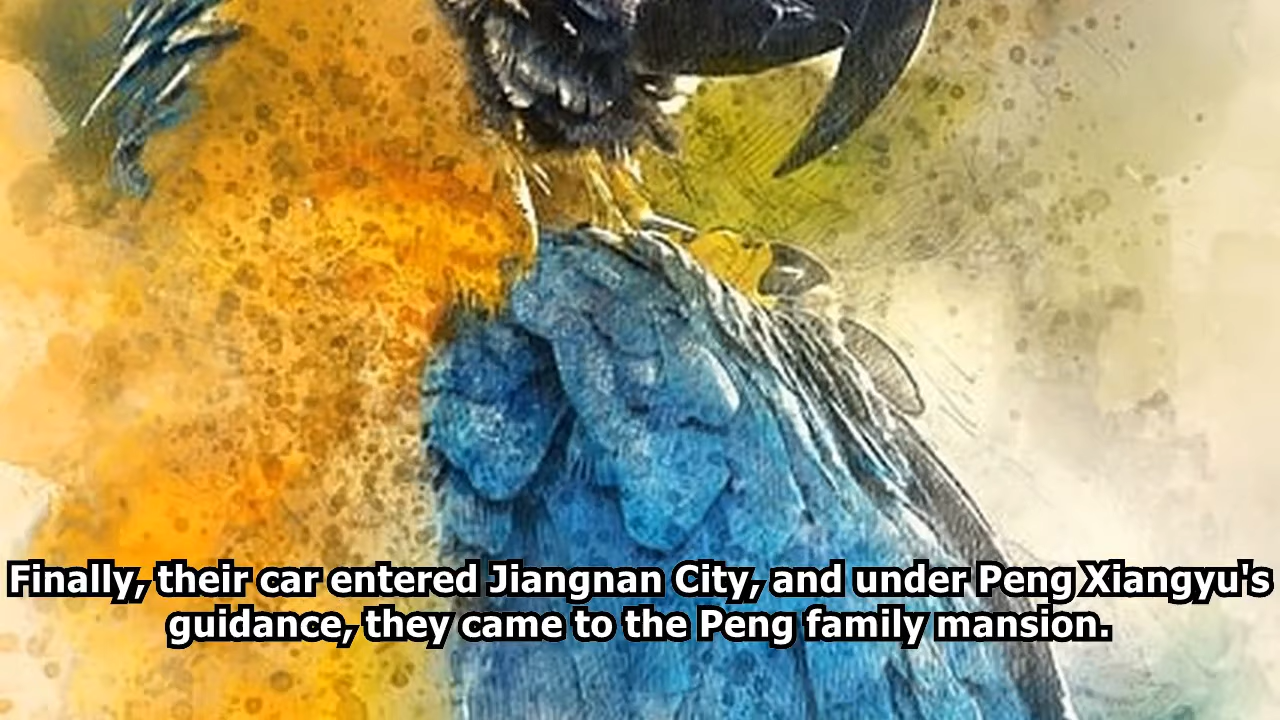 Finally, their car entered Jiangnan City, and under Peng Xiangyu's
guidance, they came to the Peng family mansion.